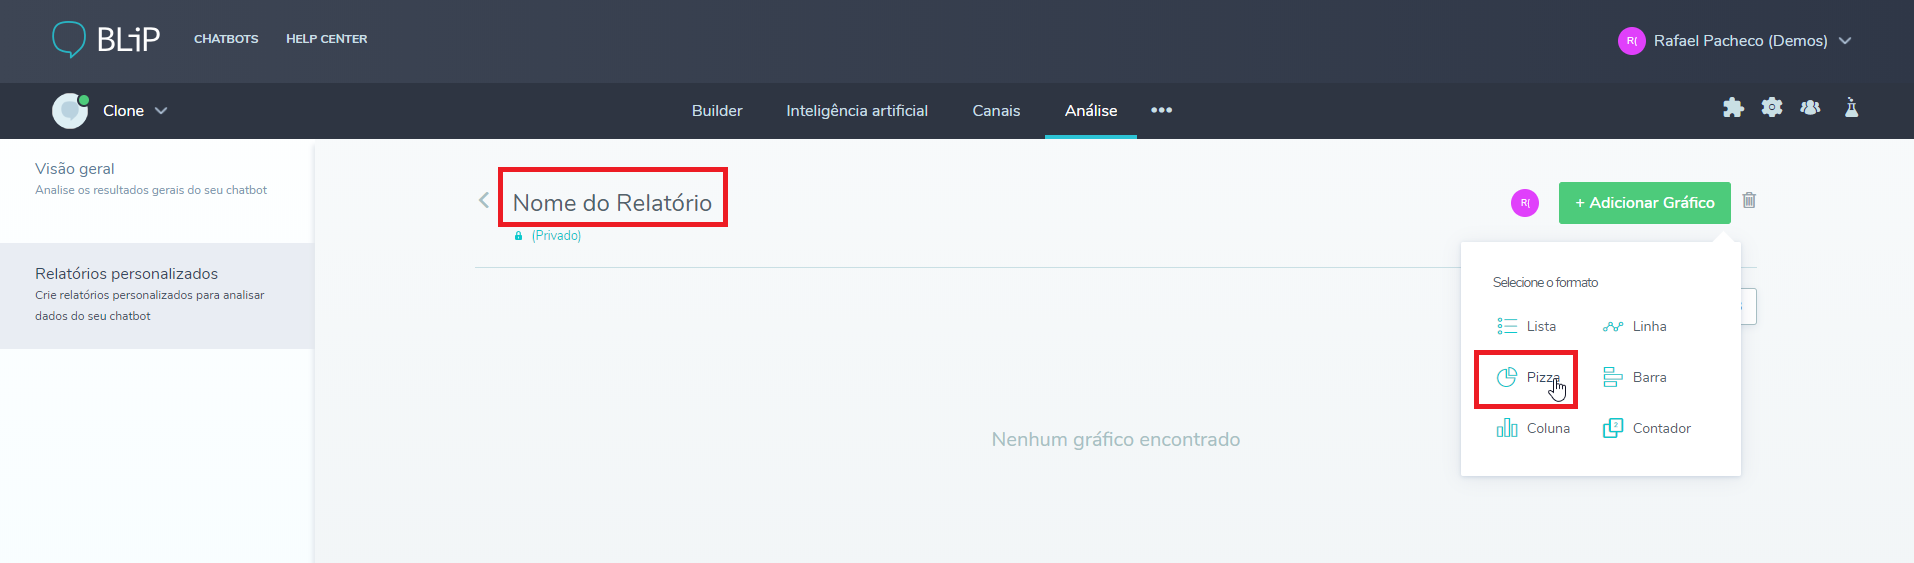 BLiP CHATBOTS HELP CENTER R( Rafael Pacheco (Demos)
Clone Builder Inteligência artificial Canais Análise •••
Visão geral
Analise os resultados gerais do seu chatbot
Relatórios personalizados
Crie relatórios personalizados para analisar
dados do seu chatbot
Nome do Relatório
(Privado)
R( + Adicionar Gráfico
Selecione o formato
Lista Linha
Pizza Barra
Coluna 2 Contador
Nenhum gráfico encontrado